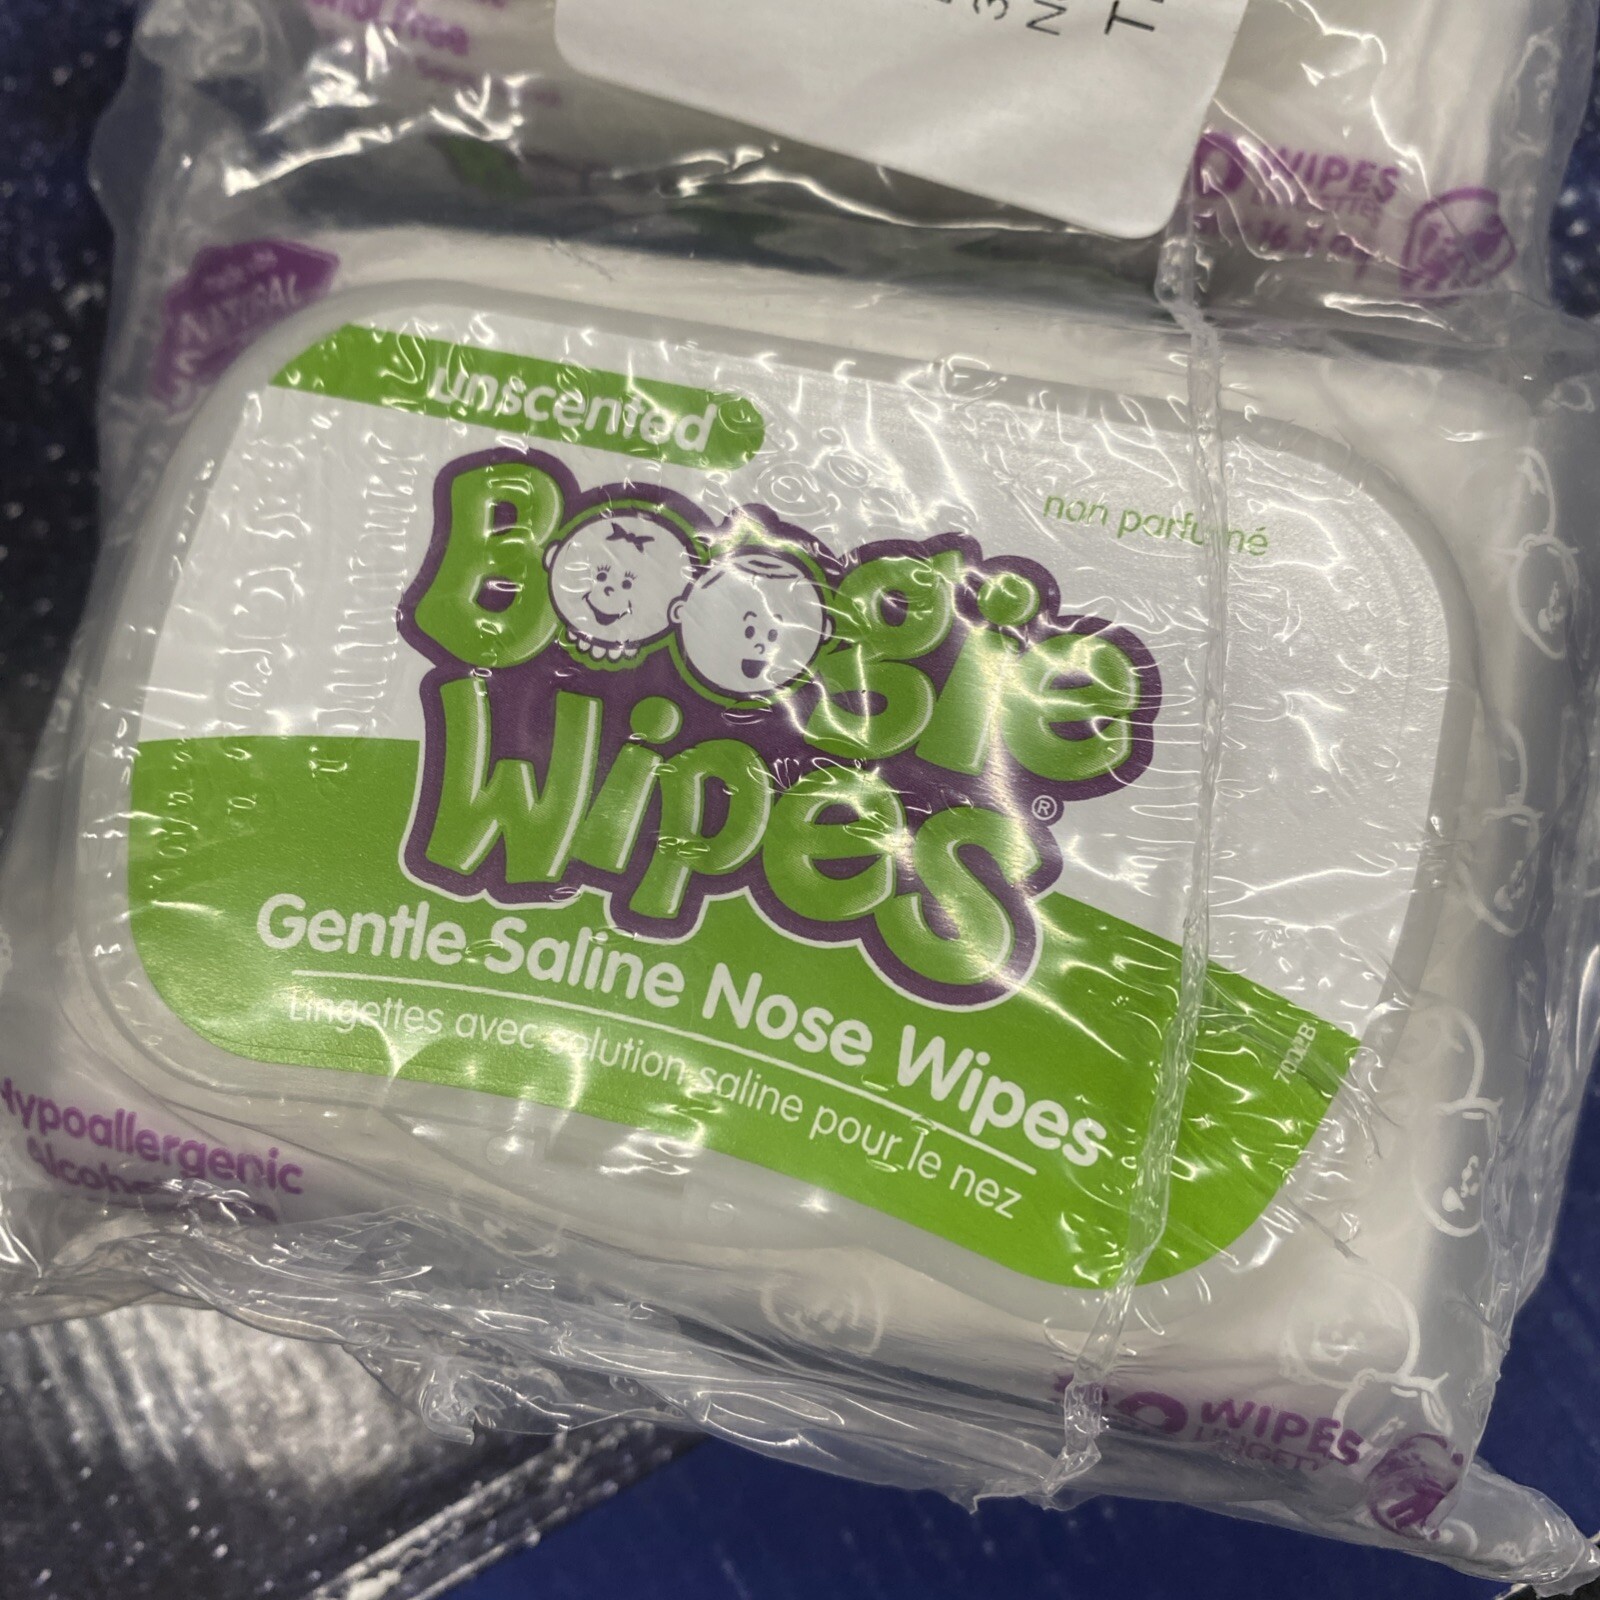 Free
WIPES
unscented
non parfumé
Boogie
Wipes®
Gentle Saline Nose Wipes
Lingettes avec solution saline pour le nez
Hypoallergenic
WIPES